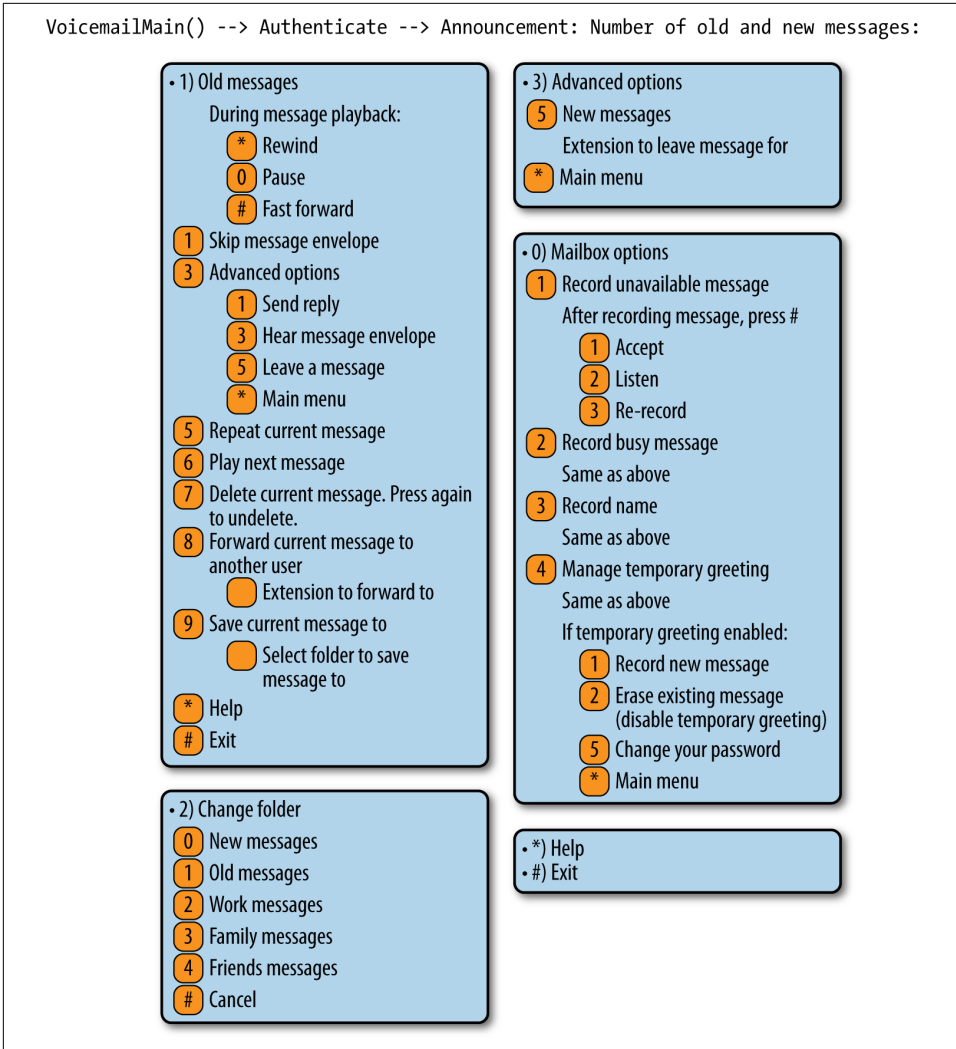 VoicemailMain() --> Authenticate --> Announcement: Number of old and new messages:
• 1) Old messages
During message playback:
* Rewind
0 Pause
# Fast forward
1 Skip message envelope
3 Advanced options
1 Send reply
3 Hear message envelope
5 Leave a message
* Main menu
5 Repeat current message
6 Play next message
7 Delete current message. Press again
to undelete.
8 Forward current message to
another user
Extension to forward to
9 Save current message to
Select folder to save
message to
* Help
# Exit
• 2) Change folder
0 New messages
1 Old messages
2 Work messages
3 Family messages
4 Friends messages
# Cancel
• 3) Advanced options
5 New messages
Extension to leave message for
* Main menu
• 0) Mailbox options
1 Record unavailable message
After recording message, press #
1 Accept
2 Listen
3 Re-record
2 Record busy message
Same as above
3 Record name
Same as above
4 Manage temporary greeting
Same as above
If temporary greeting enabled:
1 Record new message
2 Erase existing message
(disable temporary greeting)
5 Change your password
* Main menu
• *) Help
• #) Exit